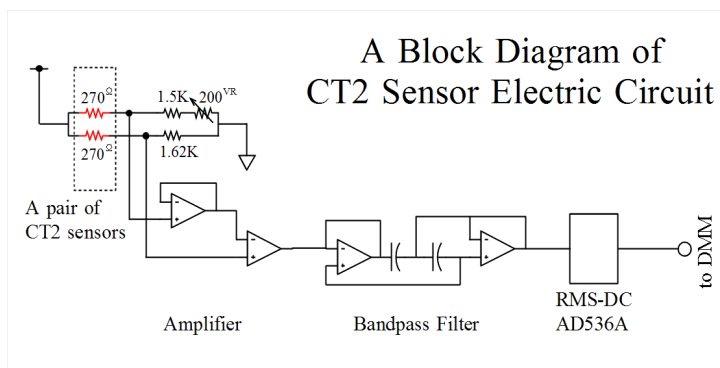 A Block Diagram of
CT2 Sensor Electric Circuit
270Ω
1.5K
200VR
270Ω
1.62K
A pair of
CT2 sensors
-
+
-
+
-
+
-
+
to DMM
RMS-DC
AD536A
Amplifier
Bandpass Filter